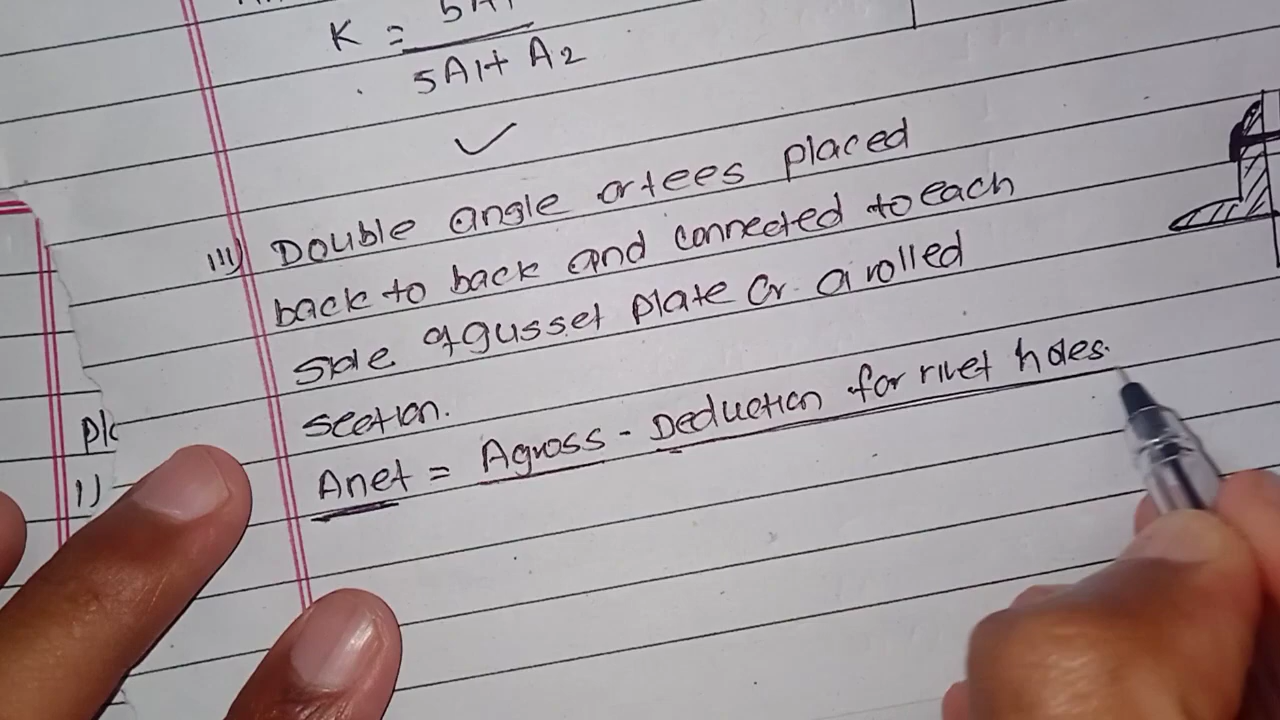 K = 5A1
5A1+ A2
III) Double angle or tees placed
back to back and connected to each
side of gusset plate or a rolled
section.
Anet = Agross - Deduction for rivet holes.
1)